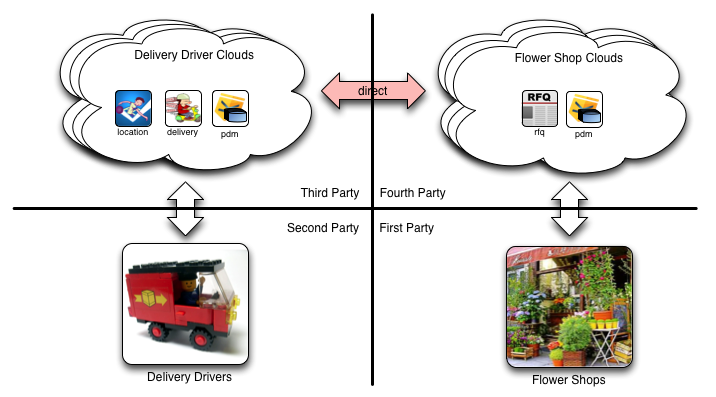 Delivery Driver Clouds
Flower Shop Clouds
direct
RFQ
location
delivery
pdm
rfq
pdm
Third Party
Fourth Party
Second Party
First Party
Delivery Drivers
Flower Shops